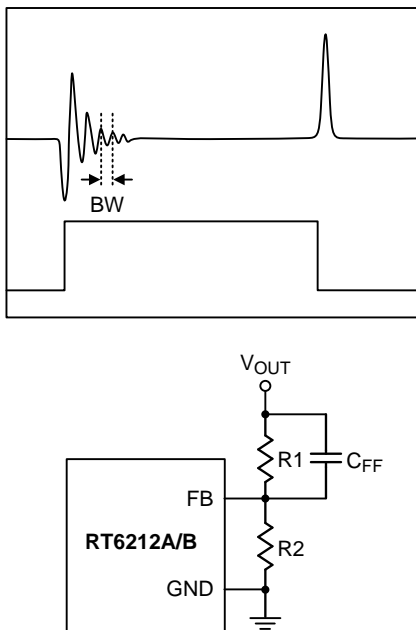 BW
VOUT
R1
CFF
FB
RT6212A/B
R2
GND